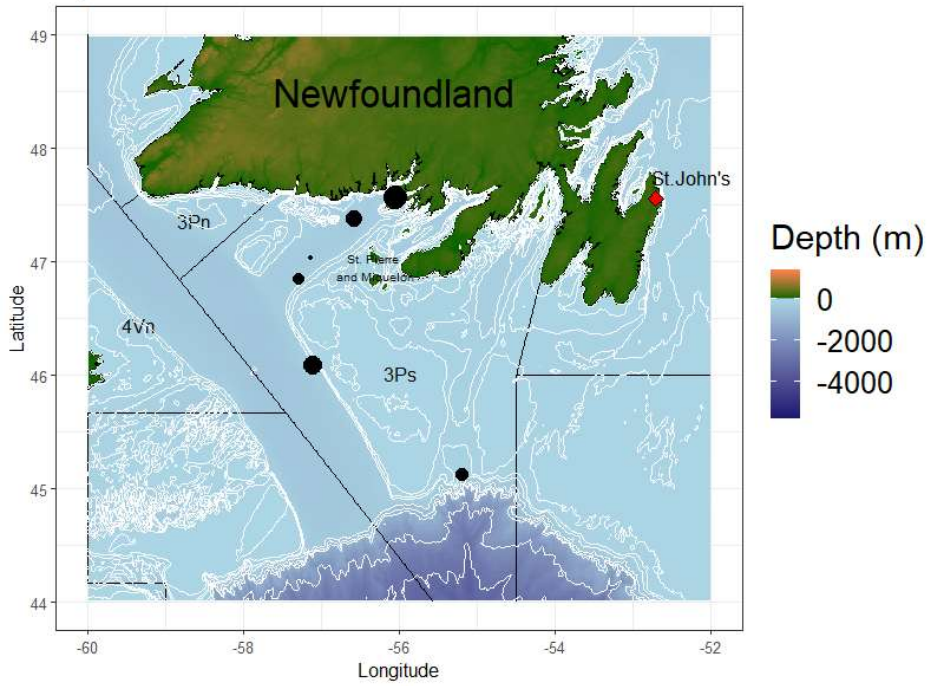 49
48
47
46
45
44
Latitude
-60
-58
-56
-54
-52
Longitude
Newfoundland
St.John's
3Pn
St. Pierre
and Miquelon
4Vn
3Ps
Depth (m)
0
-2000
-4000